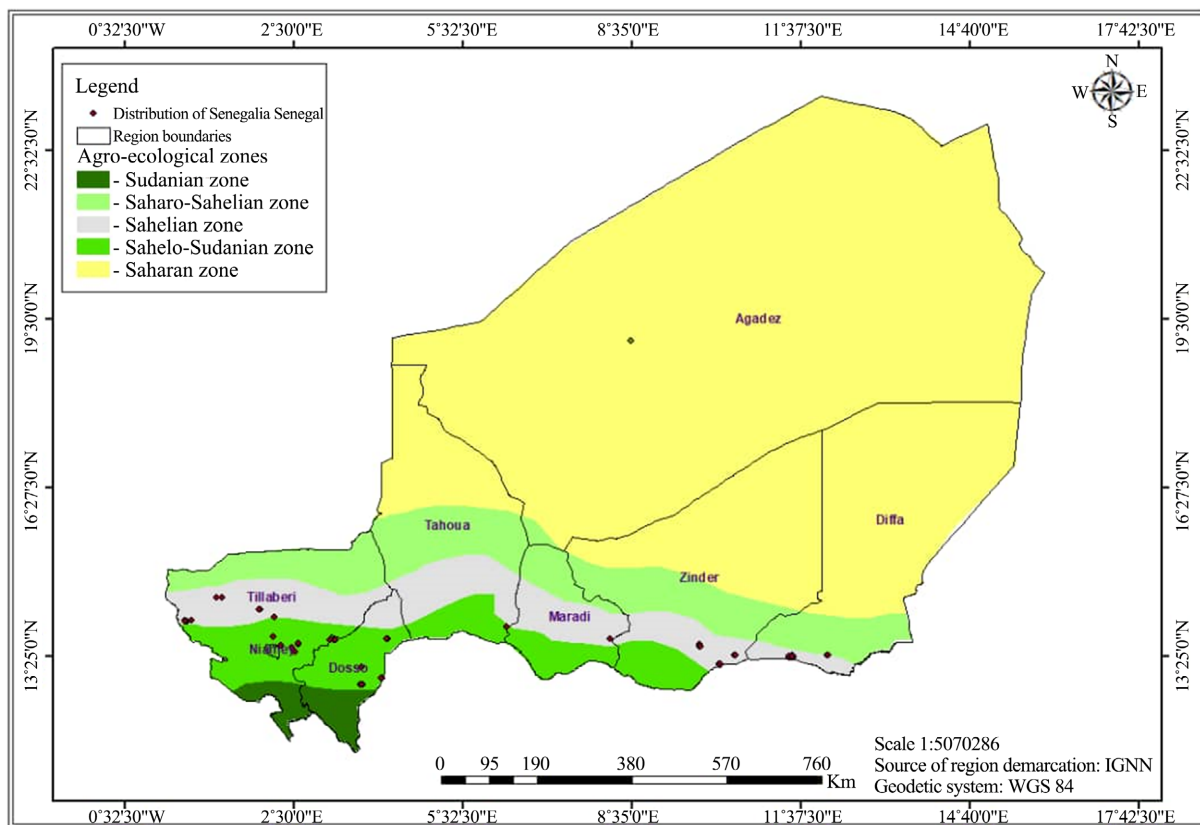 0°32'30"W 2°30'0"E 5°32'30"E 8°35'0"E 11°37'30"E 14°40'0"E 17°42'30"E
Legend
Distribution of Senegalia Senegal
Region boundaries
Agro-ecological zones
- Sudanian zone
- Saharo-Sahelian zone
- Sahelian zone
- Sahelo-Sudanian zone
- Saharan zone
N
W E
S
22°32'30"N
19°30'0"N
16°27'30"N
13°25'0"N
22°32'30"N
19°30'0"N
16°27'30"N
13°25'0"N
Agadez
Diffa
Tahoua
Zinder
Tillaberi
Maradi
Niamey
Dosso
0 95 190 380 570 760
Km
Scale 1:5070286
Source of region demarcation: IGNN
Geodetic system: WGS 84
0°32'30"W 2°30'0"E 5°32'30"E 8°35'0"E 11°37'30"E 14°40'0"E 17°42'30"E